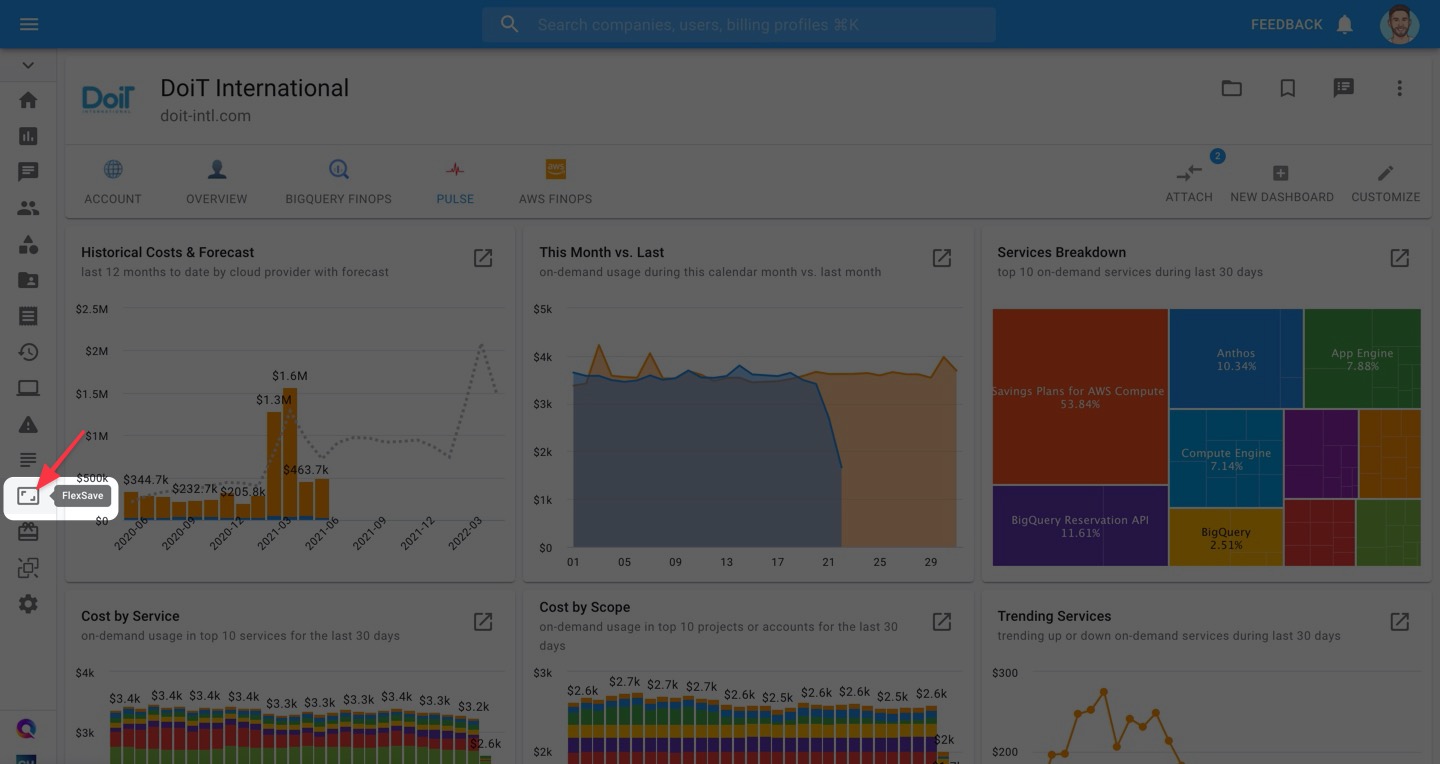 Search companies, users, billing profiles ⌘K
FEEDBACK
DoiT
INTERNATIONAL
DoiT International
doit-intl.com
ACCOUNT
OVERVIEW
BIGQUERY FINOPS
PULSE
aws
AWS FINOPS
2
ATTACH
NEW DASHBOARD
CUSTOMIZE
Historical Costs & Forecast
last 12 months to date by cloud provider with forecast
$2.5M
$2M
$1.5M
$1M
$500k
$0
$344.7k
$232.7k
$205.8k
$1.3M
$1.6M
$463.7k
2020-06
2020-09
2020-12
2021-03
2021-06
2021-09
2021-12
2022-03
FlexSave
This Month vs. Last
on-demand usage during this calendar month vs. last month
$5k
$4k
$3k
$2k
$1k
$0
01
05
09
13
17
21
25
29
Services Breakdown
top 10 on-demand services during last 30 days
Savings Plans for AWS Compute
53.84%
BigQuery Reservation API
11.61%
Anthos
10.34%
App Engine
7.88%
Compute Engine
7.14%
BigQuery
2.51%
Cost by Service
on-demand usage in top 10 services for the last 30 days
$4k
$3k
$3.4k
$3.4k
$3.4k
$3.4k
$3.3k
$3.3k
$3.3k
$3.4k
$3.3k
$3.2k
$2.6k
Cost by Scope
on-demand usage in top 10 projects or accounts for the last 30
days
$3k
$2k
$2.6k
$2.7k
$2.7k
$2.7k
$2.6k
$2.5k
$2.6k
$2.6k
$2.5k
$2.6k
$2k
Trending Services
trending up or down on-demand services during last 30 days
$300
$200